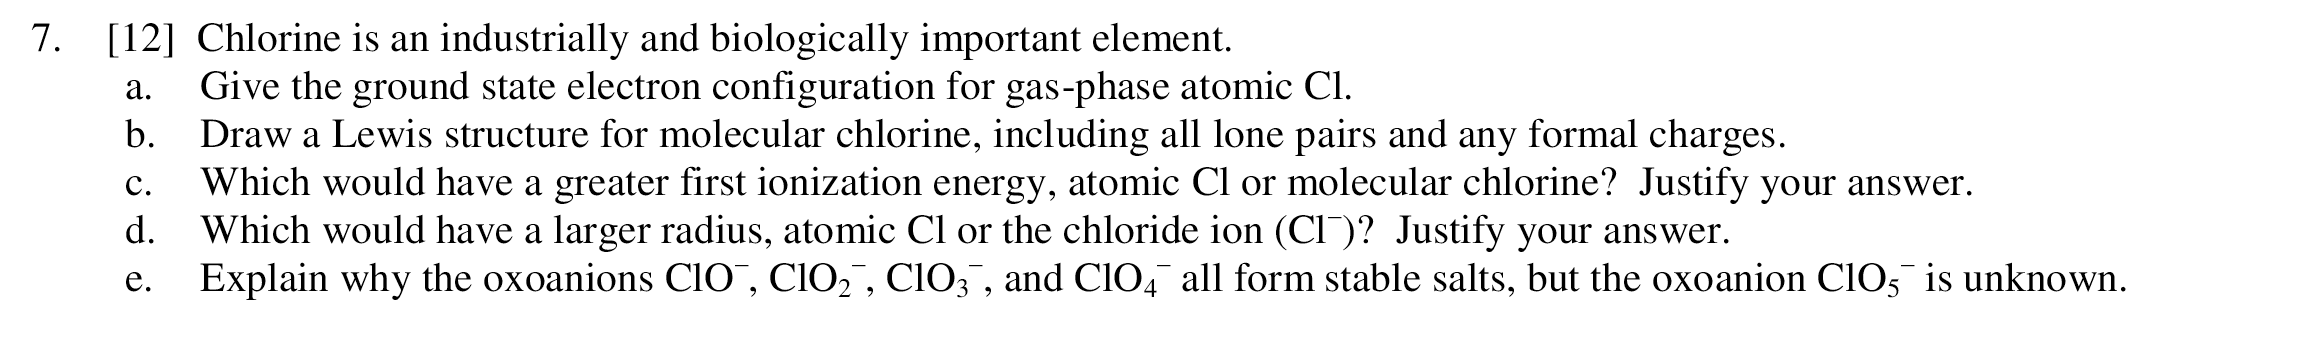 7. [12] Chlorine is an industrially and biologically important element.
a. Give the ground state electron configuration for gas-phase atomic Cl.
b. Draw a Lewis structure for molecular chlorine, including all lone pairs and any formal charges.
c. Which would have a greater first ionization energy, atomic Cl or molecular chlorine? Justify your answer.
d. Which would have a larger radius, atomic Cl or the chloride ion (Cl⁻)? Justify your answer.
e. Explain why the oxoanions ClO⁻, ClO₂⁻, ClO₃⁻, and ClO₄⁻ all form stable salts, but the oxoanion ClO₅⁻ is unknown.